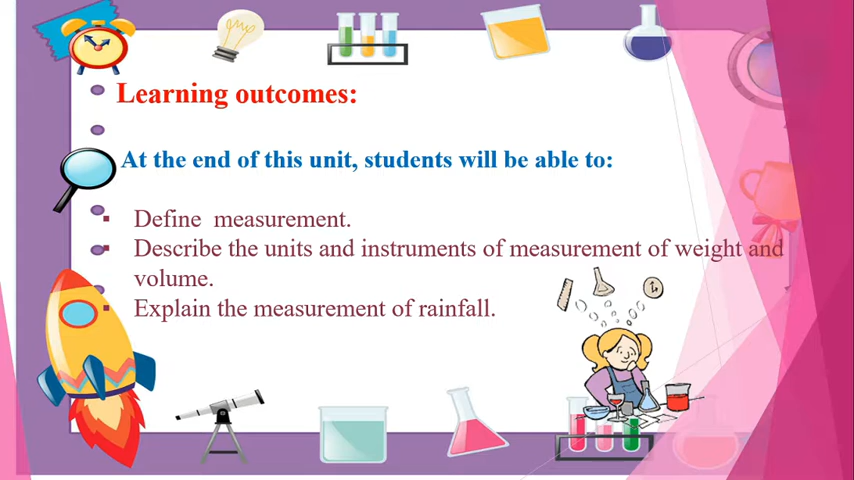 Learning outcomes:
At the end of this unit, students will be able to:
▪ Define measurement.
▪ Describe the units and instruments of measurement of weight and
volume.
▪ Explain the measurement of rainfall.